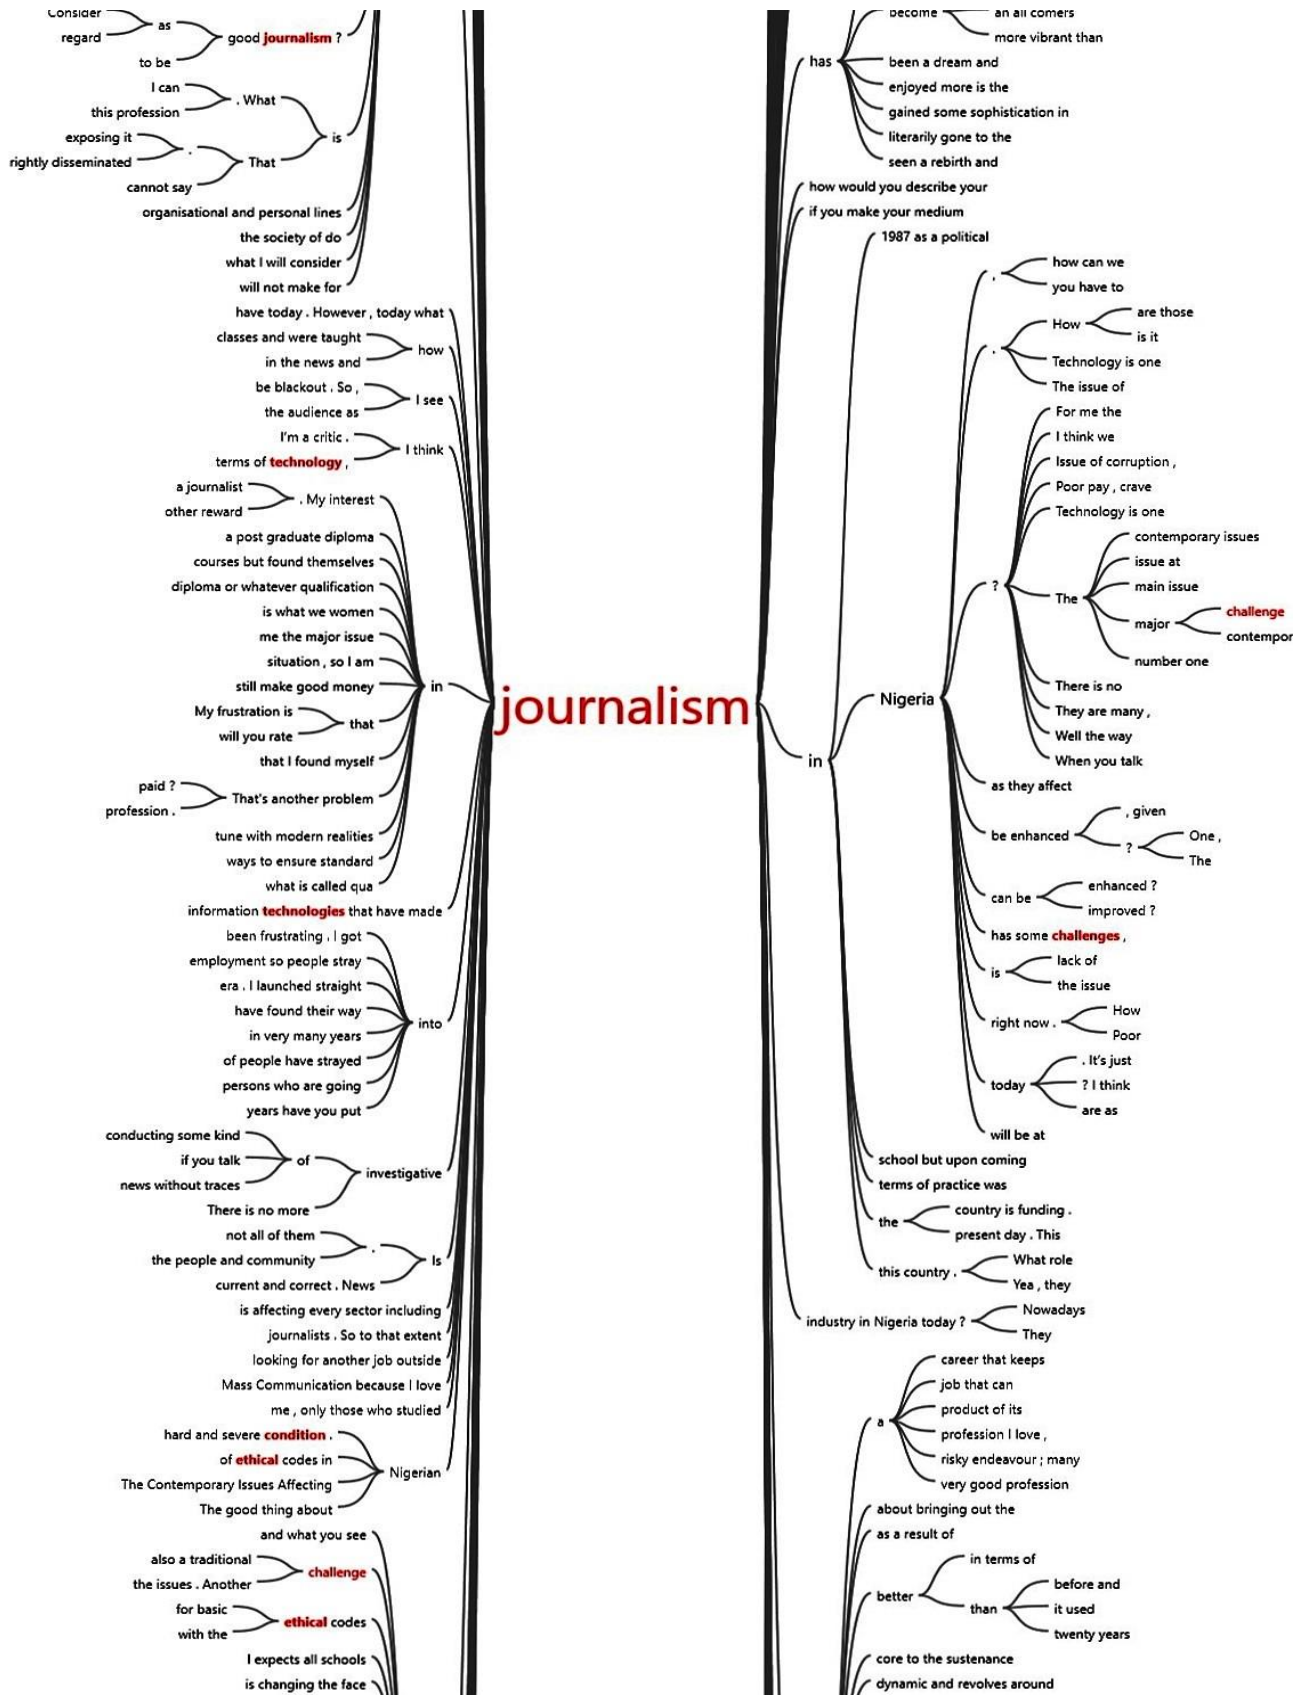 Consider
regard
as
to be
good journalism ?
I can
this profession
. What
exposing it
rightly disseminated
.
cannot say
That
is
organisational and personal lines
the society of do
what I will consider
will not make for
have today . However , today what
classes and were taught
in the news and
how
be blackout . So ,
the audience as
I see
I'm a critic .
terms of technology ,
I think
a journalist
other reward
. My interest
a post graduate diploma
courses but found themselves
diploma or whatever qualification
is what we women
me the major issue
situation , so I am
still make good money
My frustration is
will you rate
that
that I found myself
paid ?
profession .
That's another problem
tune with modern realities
ways to ensure standard
what is called qua
in
information technologies that have made
been frustrating . I got
employment so people stray
era . I launched straight
have found their way
in very many years
of people have strayed
persons who are going
years have you put
into
conducting some kind
if you talk
news without traces
of
There is no more
investigative
not all of them
the people and community
.
current and correct . News
Is
is affecting every sector including
journalists . So to that extent
looking for another job outside
Mass Communication because I love
me , only those who studied
hard and severe condition .
of ethical codes in
The Contemporary Issues Affecting
The good thing about
Nigerian
and what you see
also a traditional
the issues . Another
challenge
for basic
with the
ethical codes
I expects all schools
is changing the face
journalism
has
become
an all comers
more vibrant than
been a dream and
enjoyed more is the
gained some sophistication in
literarily gone to the
seen a rebirth and
how would you describe your
if you make your medium
in
1987 as a political
Nigeria
,
how can we
you have to
.
How
are those
is it
Technology is one
The issue of
?
For me the
I think we
Issue of corruption ,
Poor pay , crave
Technology is one
The
contemporary issues
issue at
main issue
major
challenge
contempor
number one
There is no
They are many ,
Well the way
When you talk
as they affect
be enhanced
, given
?
One ,
The
can be
enhanced ?
improved ?
has some challenges ,
is
lack of
the issue
right now .
How
Poor
today
. It's just
? I think
are as
will be at
school but upon coming
terms of practice was
the
country is funding .
present day . This
this country .
What role
Yea , they
industry in Nigeria today ?
Nowadays
They
a
career that keeps
job that can
product of its
profession I love ,
risky endeavour ; many
very good profession
about bringing out the
as a result of
better
in terms of
than
before and
it used
twenty years
core to the sustenance
dynamic and revolves around